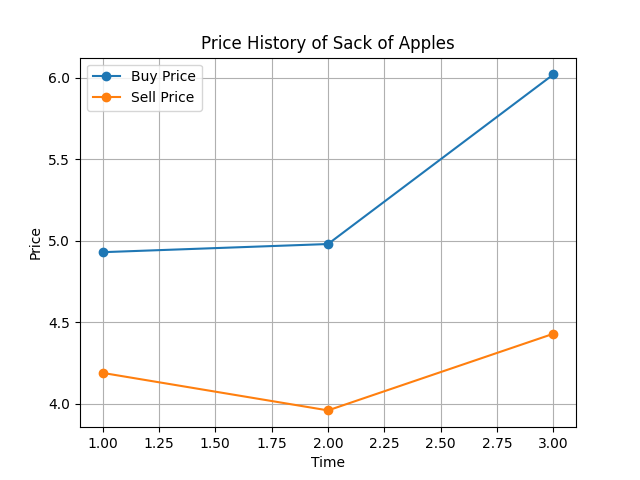 Price History of Sack of Apples
Buy Price
Sell Price
6.0
5.5
5.0
4.5
4.0
Price
1.00 1.25 1.50 1.75 2.00 2.25 2.50 2.75 3.00
Time